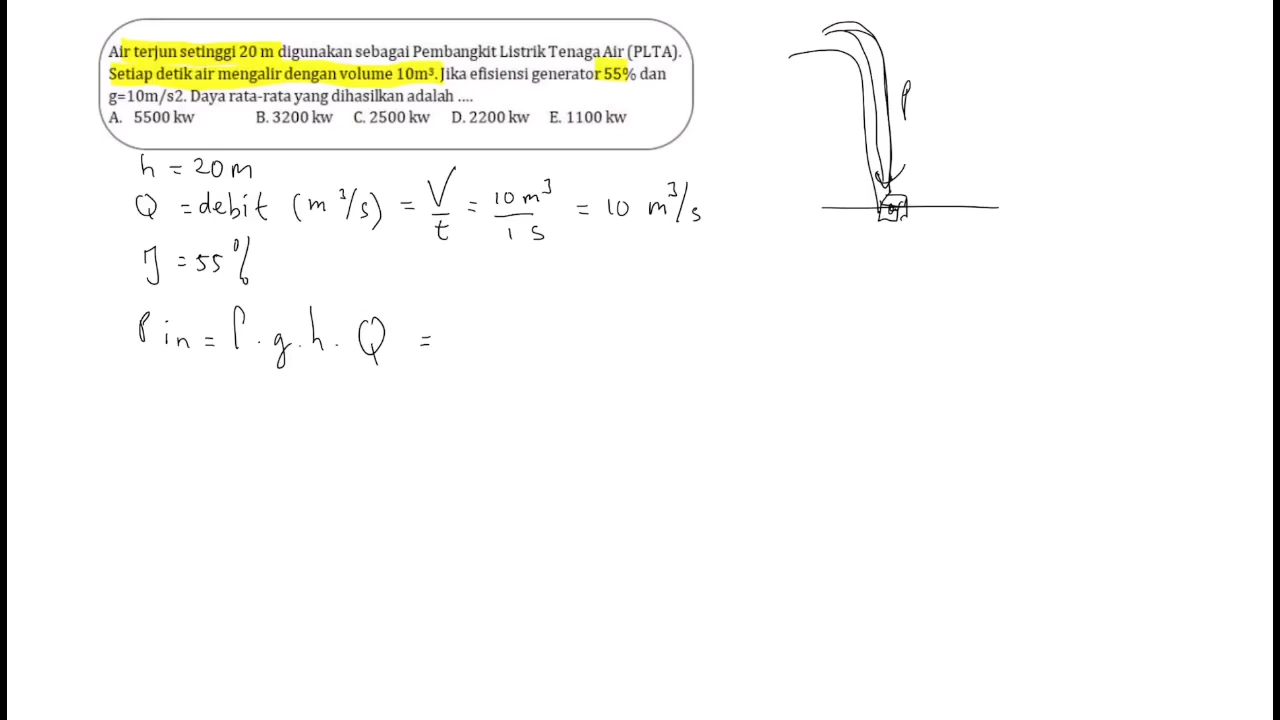 Air terjun setinggi 20 m digunakan sebagai Pembangkit Listrik Tenaga Air (PLTA).
Setiap detik air mengalir dengan volume 10m³. Jika efisiensi generator 55% dan
g=10m/s2. Daya rata-rata yang dihasilkan adalah ....
A. 5500 kw B. 3200 kw C. 2500 kw D. 2200 kw E. 1100 kw
P
h = 20 m
Q = debit (m³/s) = V/t = 10 m³/1 s = 10 m³/s
η = 55%
Pin = ρ . g . h . Q =